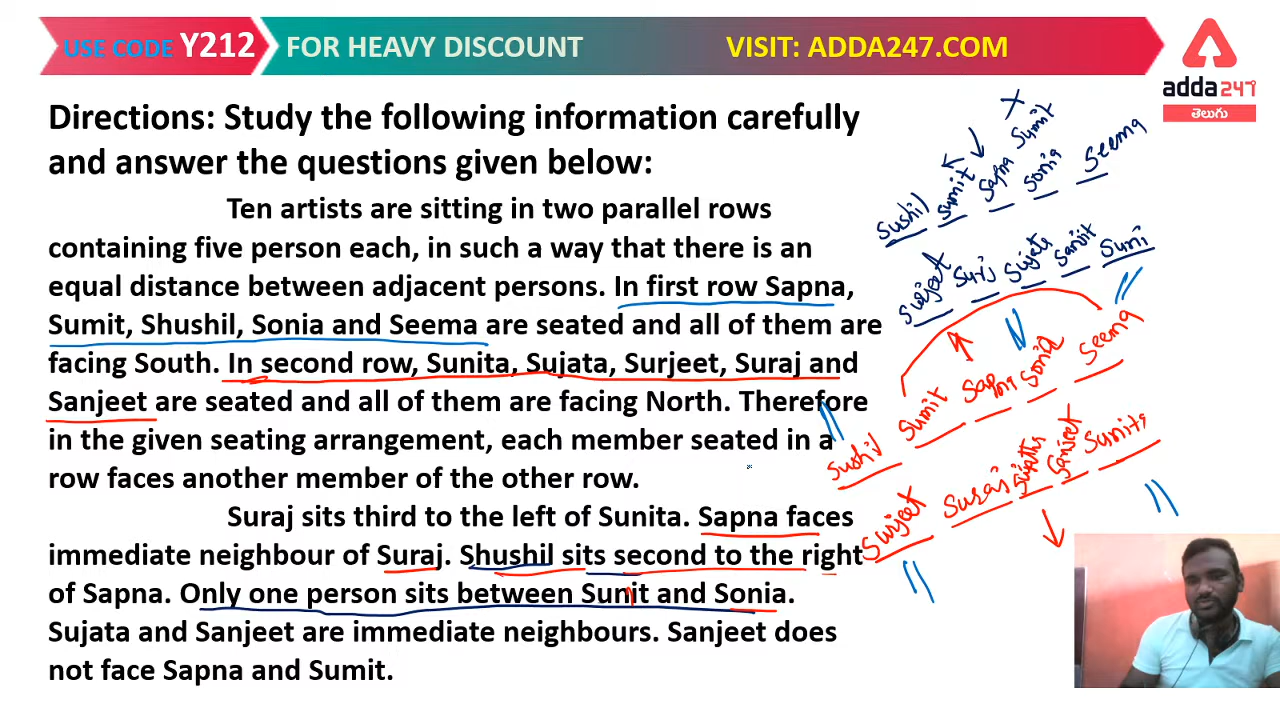 USE CODE Y212 FOR HEAVY DISCOUNT VISIT: ADDA247.COM
adda247
తెలుగు
Directions: Study the following information carefully
and answer the questions given below:
Ten artists are sitting in two parallel rows
containing five person each, in such a way that there is an
equal distance between adjacent persons. In first row Sapna,
Sumit, Shushil, Sonia and Seema are seated and all of them are
facing South. In second row, Sunita, Sujata, Surjeet, Suraj and
Sanjeet are seated and all of them are facing North. Therefore
in the given seating arrangement, each member seated in a
row faces another member of the other row.
Suraj sits third to the left of Sunita. Sapna faces
immediate neighbour of Suraj. Shushil sits second to the right
of Sapna. Only one person sits between Sunit and Sonia.
Sujata and Sanjeet are immediate neighbours. Sanjeet does
not face Sapna and Sumit.
Sumit
Sushil Sumit Sapna Sonia Seema
Surjeet Sujata Sanjit Suni
Sushil Sumit Sapna Sonia Seema
Surjeet Suraj Sujatha Sanjeet Sunita